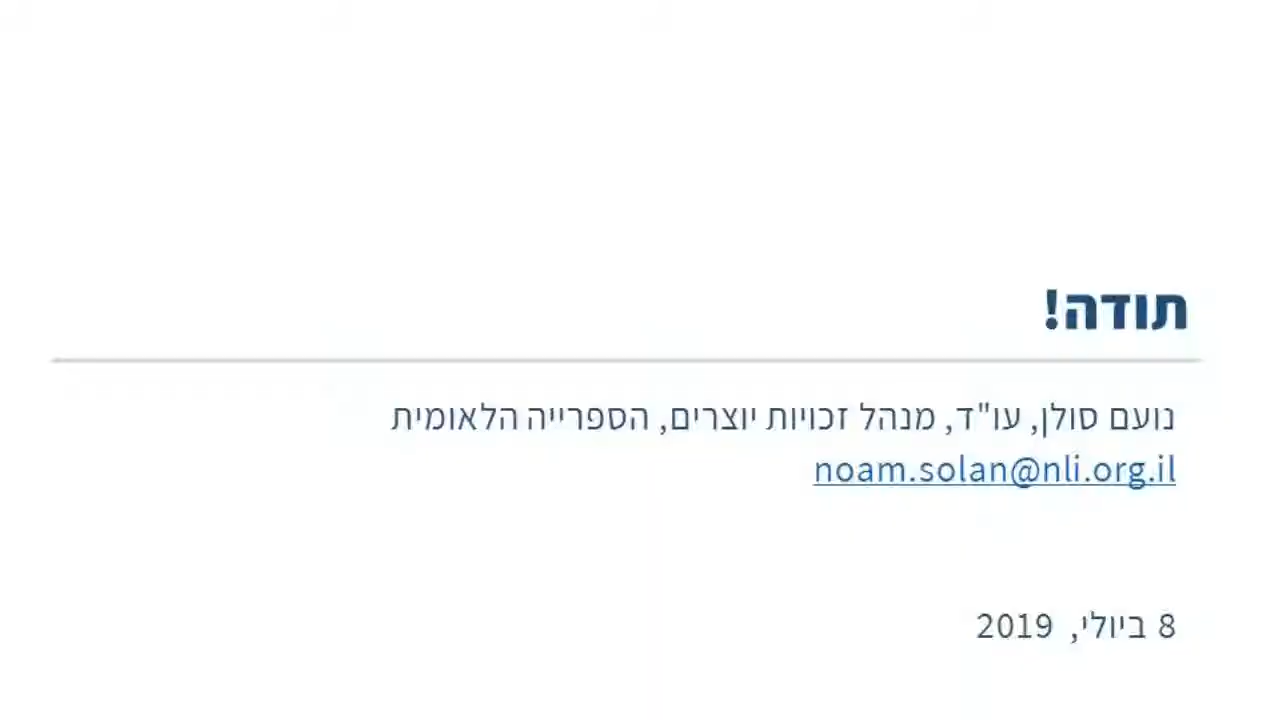 תודה!
נועם סולן, עו"ד, מנהל זכויות יוצרים, הספרייה הלאומית
noam.solan@nli.org.il
8 ביולי, 2019